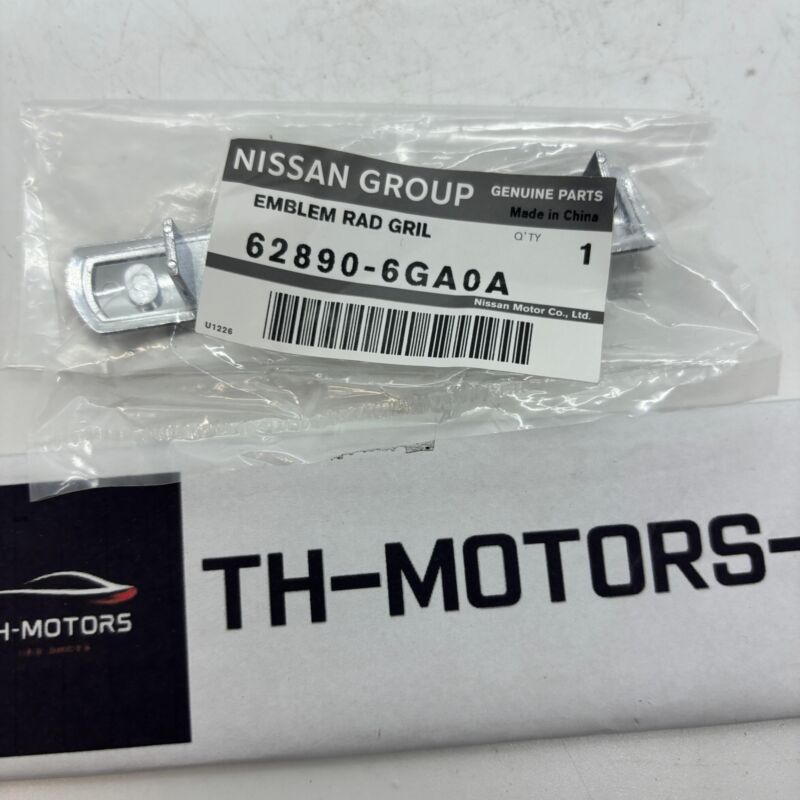 NISSAN GROUP GENUINE PARTS
Made in China
EMBLEM RAD GRIL
Q'TY 1
62890-6GA0A
Nissan Motor Co., Ltd.
U1226
TH-MOTORS-
H-MOTORS